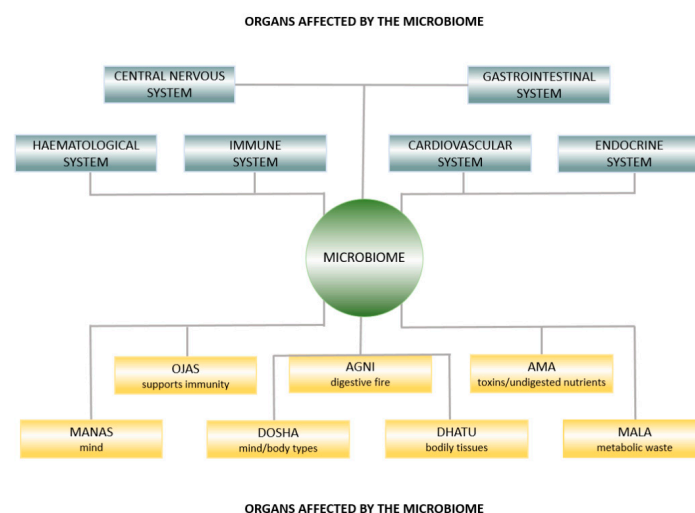 ORGANS AFFECTED BY THE MICROBIOME
CENTRAL NERVOUS
SYSTEM
GASTROINTESTINAL
SYSTEM
HAEMATOLOGICAL
SYSTEM
IMMUNE
SYSTEM
CARDIOVASCULAR
SYSTEM
ENDOCRINE
SYSTEM
MICROBIOME
OJAS
supports immunity
AGNI
digestive fire
AMA
toxins/undigested nutrients
MANAS
mind
DOSHA
mind/body types
DHATU
bodily tissues
MALA
metabolic waste
ORGANS AFFECTED BY THE MICROBIOME